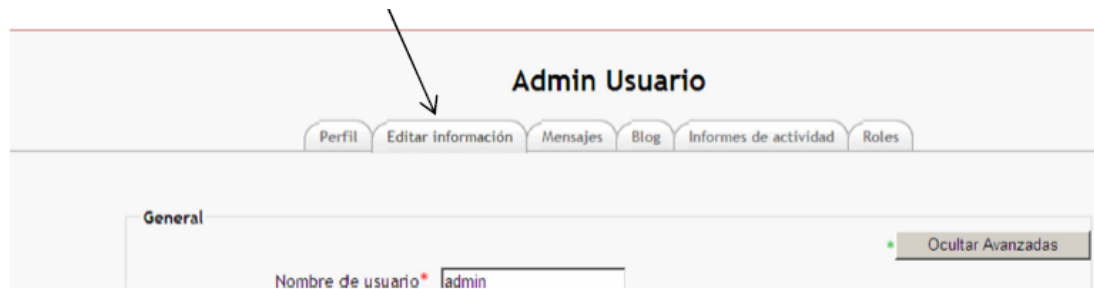 Admin Usuario
Perfil Editar información Mensajes Blog Informes de actividad Roles
General
* Ocultar Avanzadas
Nombre de usuario* admin